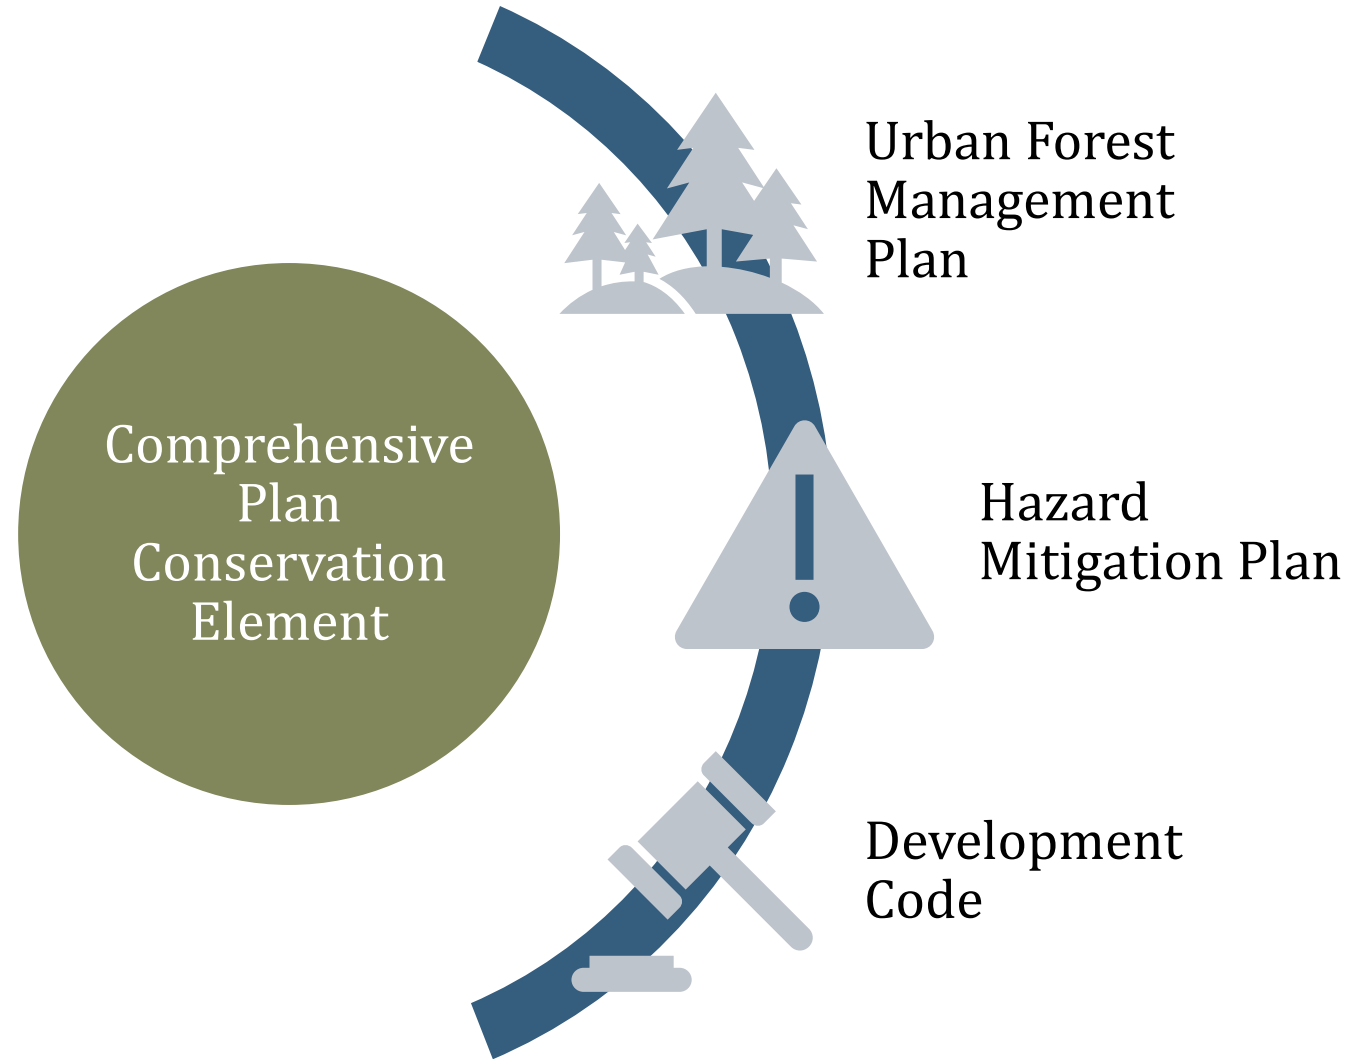 Comprehensive
Plan
Conservation
Element
Urban Forest
Management
Plan
Hazard
Mitigation Plan
Development
Code